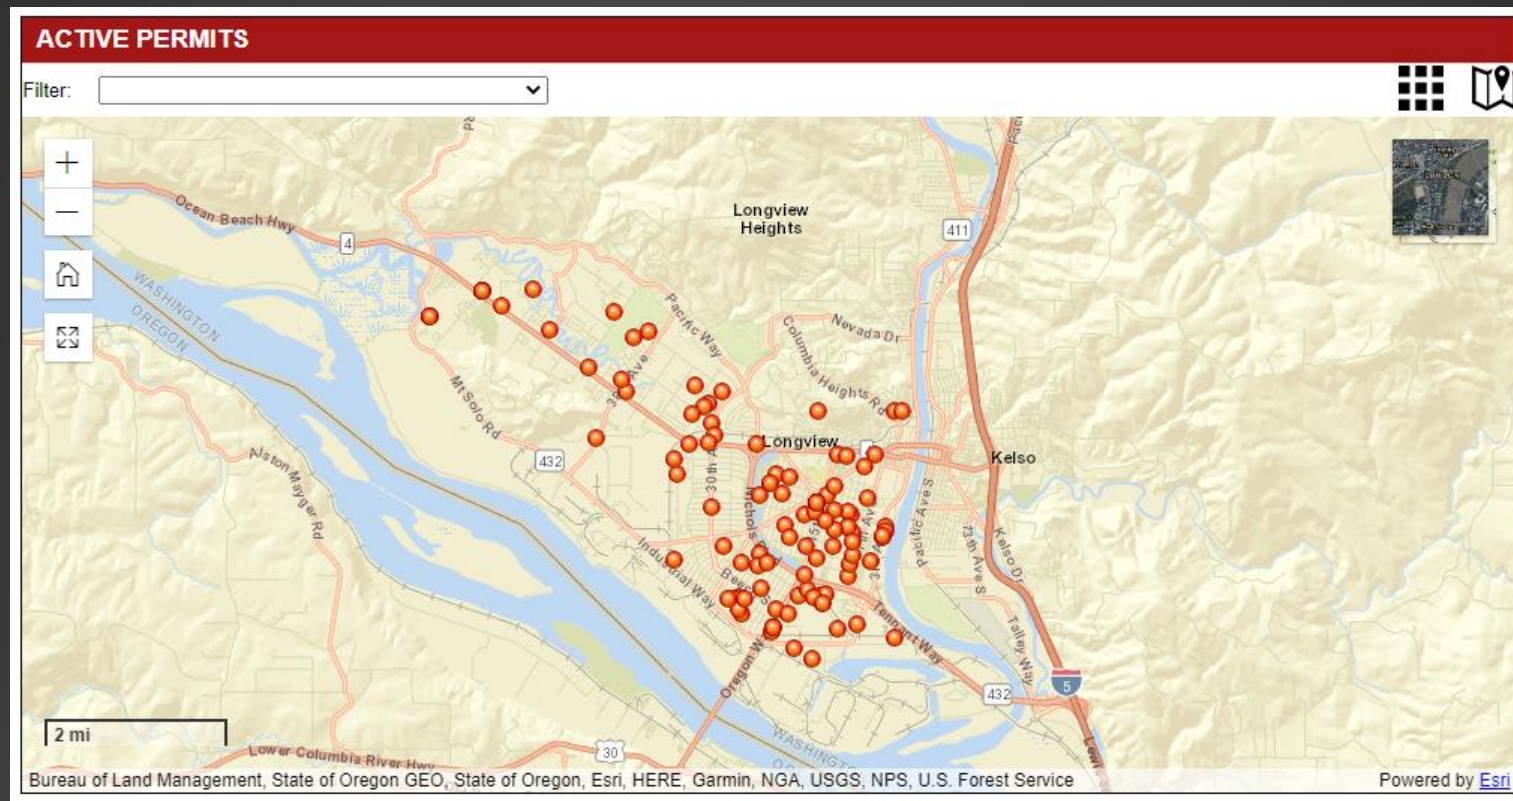 ACTIVE PERMITS
Filter:
Ocean Beach Hwy
4
Longview
Heights
411
WASHINGTON
OREGON
Pacific Way
Nevada Dr
Columbia Heights Rd
Mt Solo Rd
432
Longview
Kelso
30th A
Alston Mayger Rd
Pacific Ave S
13th Ave S
Kelso Dr
Industrial Way
Tennant Way
Talley Way
Oregon W
432
5
2 mi
Lower Columbia River Hwy
30
WASHINGTON
Bureau of Land Management, State of Oregon GEO, State of Oregon, Esri, HERE, Garmin, NGA, USGS, NPS, U.S. Forest Service
Powered by Esri